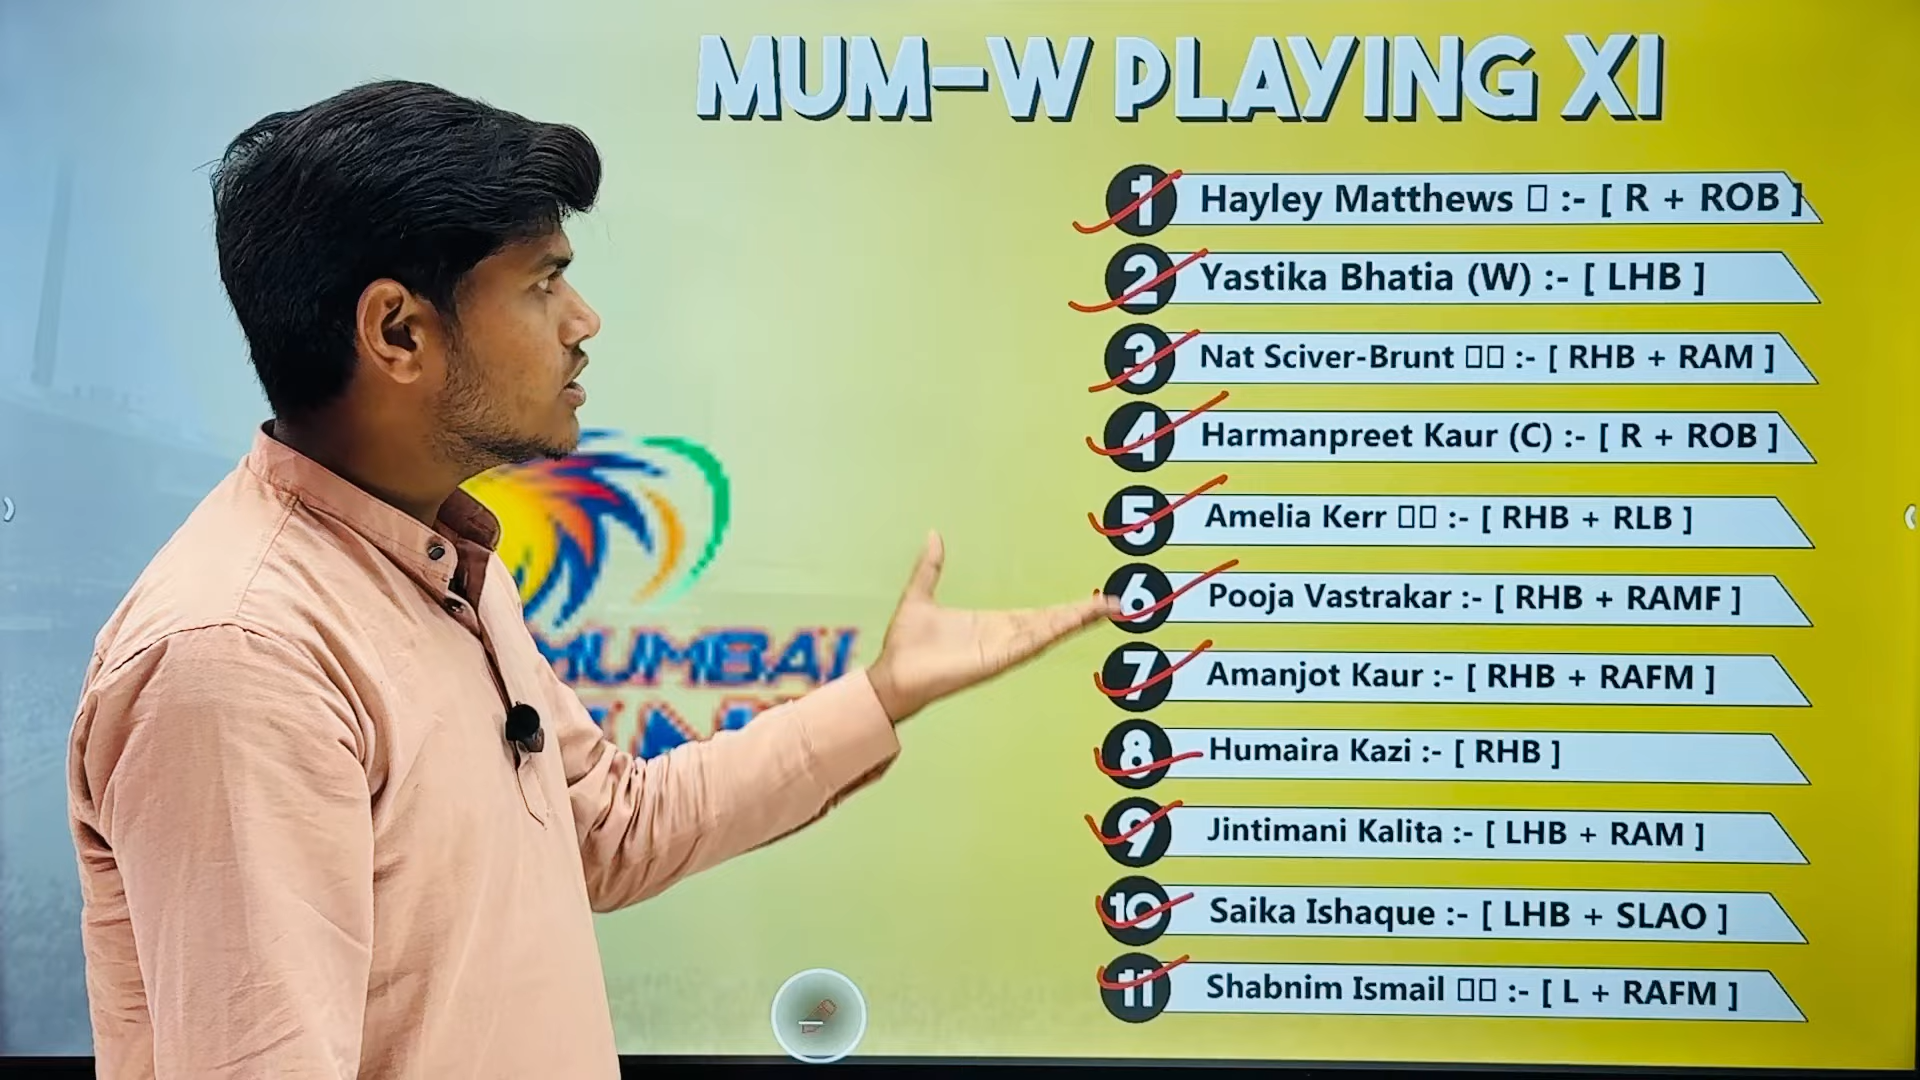 MUM-W PLAYING XI
1 Hayley Matthews □ :- [ R + ROB ]
2 Yastika Bhatia (W) :- [ LHB ]
3 Nat Sciver-Brunt □□ :- [ RHB + RAM ]
4 Harmanpreet Kaur (C) :- [ R + ROB ]
5 Amelia Kerr □□ :- [ RHB + RLB ]
6 Pooja Vastrakar :- [ RHB + RAMF ]
7 Amanjot Kaur :- [ RHB + RAFM ]
8 Humaira Kazi :- [ RHB ]
9 Jintimani Kalita :- [ LHB + RAM ]
10 Saika Ishaque :- [ LHB + SLAO ]
11 Shabnim Ismail □□ :- [ L + RAFM ]
MUMBAI